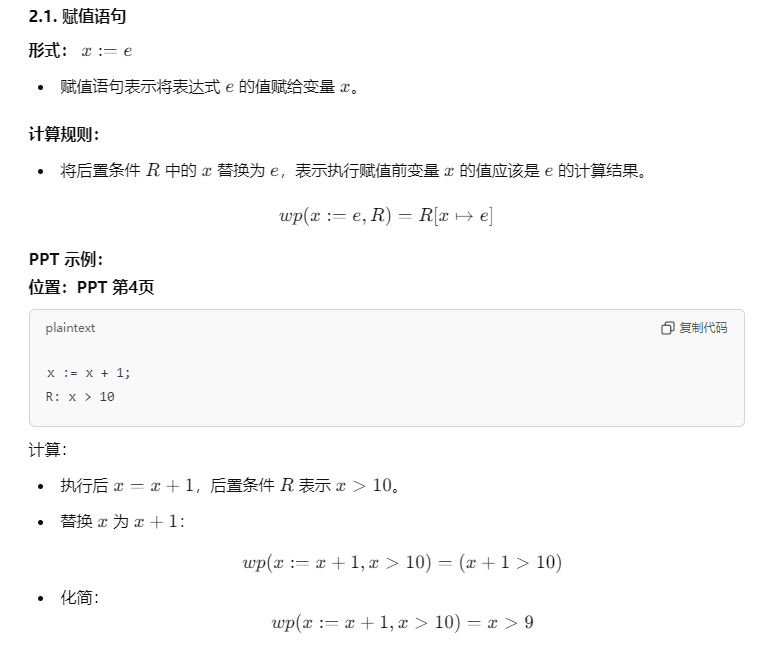 2.1. 赋值语句
形式： x := e
• 赋值语句表示将表达式 e 的值赋给变量 x。
计算规则：
• 将后置条件 R 中的 x 替换为 e，表示执行赋值前变量 x 的值应该是 e 的计算结果。
wp(x := e, R) = R[x ↦ e]
PPT 示例：
位置：PPT 第4页
plaintext 复制代码
x := x + 1;
R: x > 10
计算：
• 执行后 x = x + 1，后置条件 R 表示 x > 10。
• 替换 x 为 x + 1：
wp(x := x + 1, x > 10) = (x + 1 > 10)
• 化简：
wp(x := x + 1, x > 10) = x > 9